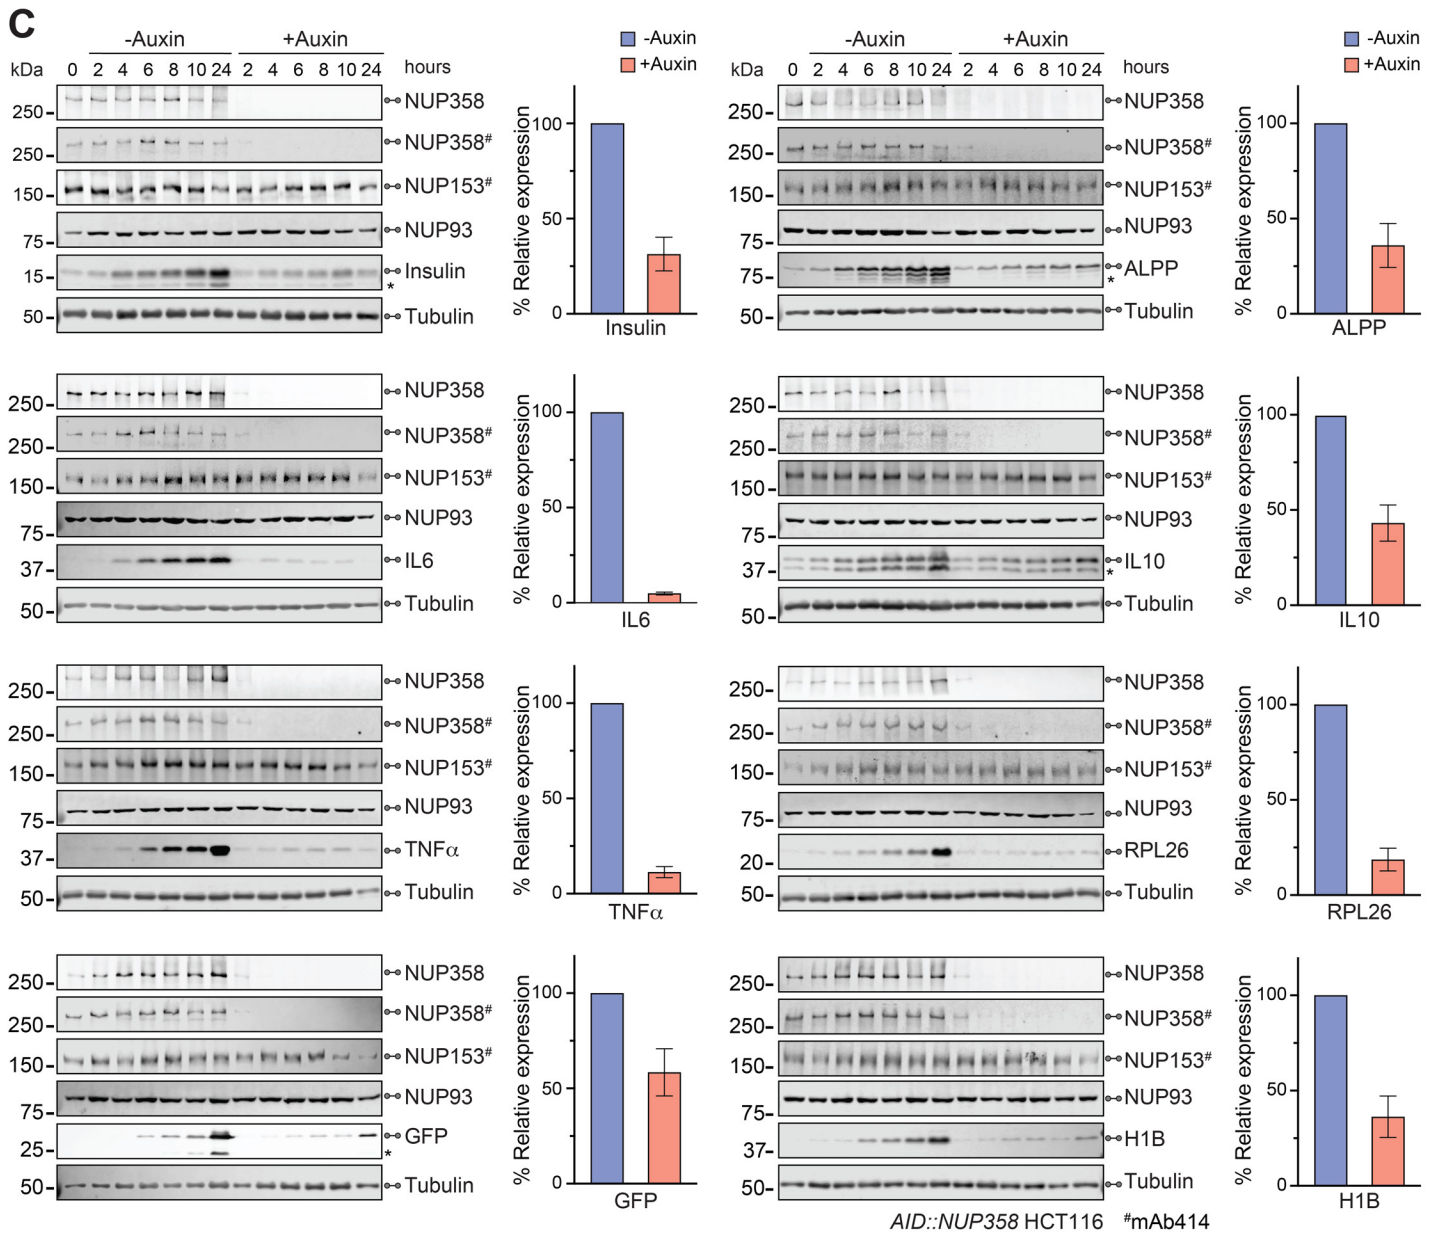 C
-Auxin +Auxin
kDa 0 2 4 6 8 10 24 2 4 6 8 10 24 hours
250 NUP358
250 NUP358#
150 NUP153#
75 NUP93
15 Insulin
*
50 Tubulin
-Auxin
+Auxin
% Relative expression
100
50
0
Insulin
-Auxin +Auxin
kDa 0 2 4 6 8 10 24 2 4 6 8 10 24 hours
250 NUP358
250 NUP358#
150 NUP153#
75 NUP93
75 ALPP
*
50 Tubulin
-Auxin
+Auxin
% Relative expression
100
50
0
ALPP
250 NUP358
250 NUP358#
150 NUP153#
75 NUP93
37 IL6
50 Tubulin
% Relative expression
100
50
0
IL6
250 NUP358
250 NUP358#
150 NUP153#
75 NUP93
37 IL10
*
50 Tubulin
% Relative expression
100
50
0
IL10
250 NUP358
250 NUP358#
150 NUP153#
75 NUP93
37 TNFα
50 Tubulin
% Relative expression
100
50
0
TNFα
250 NUP358
250 NUP358#
150 NUP153#
75 NUP93
20 RPL26
50 Tubulin
% Relative expression
100
50
0
RPL26
250 NUP358
250 NUP358#
150 NUP153#
75 NUP93
25 GFP
*
50 Tubulin
% Relative expression
100
50
0
GFP
250 NUP358
250 NUP358#
150 NUP153#
75 NUP93
37 H1B
50 Tubulin
% Relative expression
100
50
0
H1B
AID::NUP358 HCT116 #mAb414